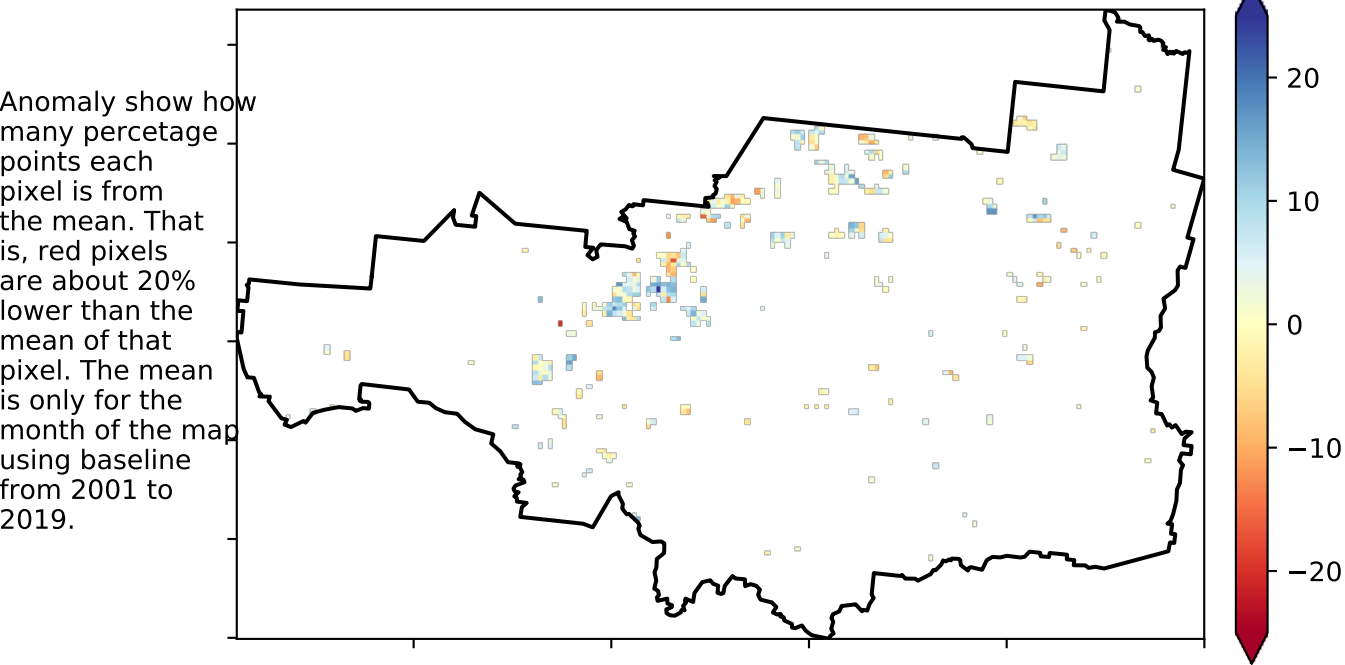 Anomaly show how
many percetage
points each
pixel is from
the mean. That
is, red pixels
are about 20%
lower than the
mean of that
pixel. The mean
is only for the
month of the map
using baseline
from 2001 to
2019.
20
10
0
−10
−20